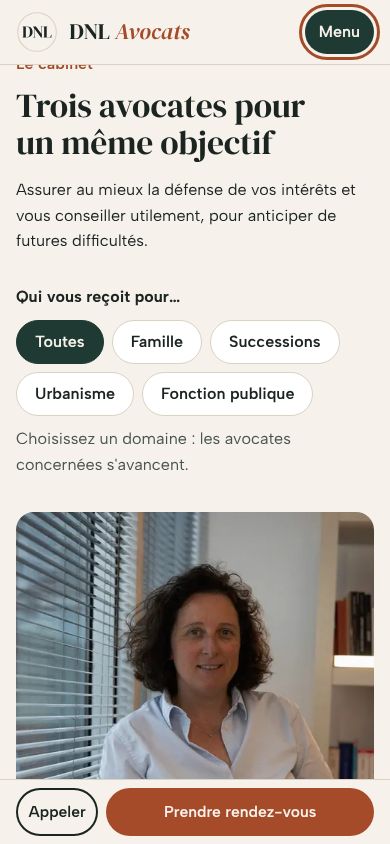 DNL
DNL Avocats
Menu
Le cabinet
Trois avocates pour
un même objectif
Assurer au mieux la défense de vos intérêts et
vous conseiller utilement, pour anticiper de
futures difficultés.
Qui vous reçoit pour…
Toutes
Famille
Successions
Urbanisme
Fonction publique
Choisissez un domaine : les avocates
concernées s'avancent.
Appeler
Prendre rendez-vous